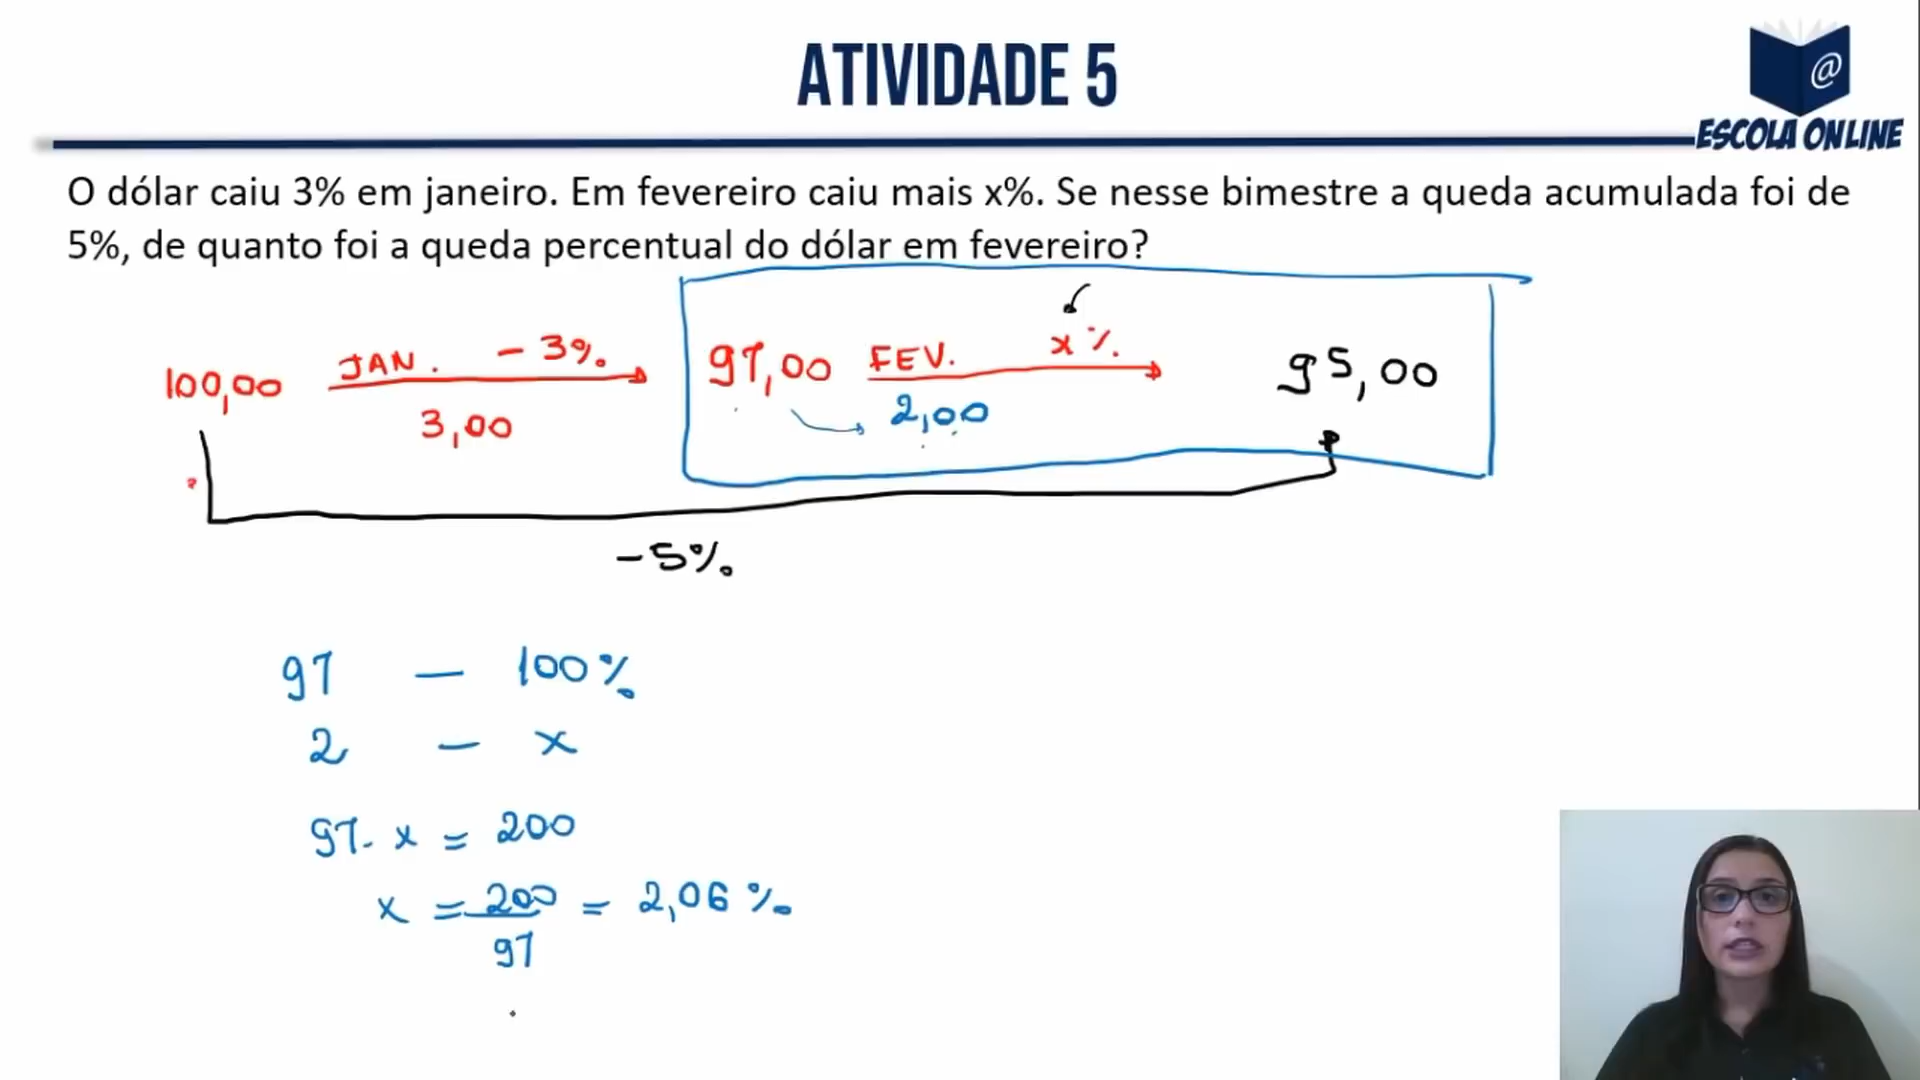 ATIVIDADE 5
@
ESCOLA ONLINE
O dólar caiu 3% em janeiro. Em fevereiro caiu mais x%. Se nesse bimestre a queda acumulada foi de
5%, de quanto foi a queda percentual do dólar em fevereiro?
100,00 JAN. - 3% 97,00 FEV. x% 95,00
3,00 2,00
-5%
97 - 100%
2 - x
97. x = 200
x = 200 = 2,06 %
97